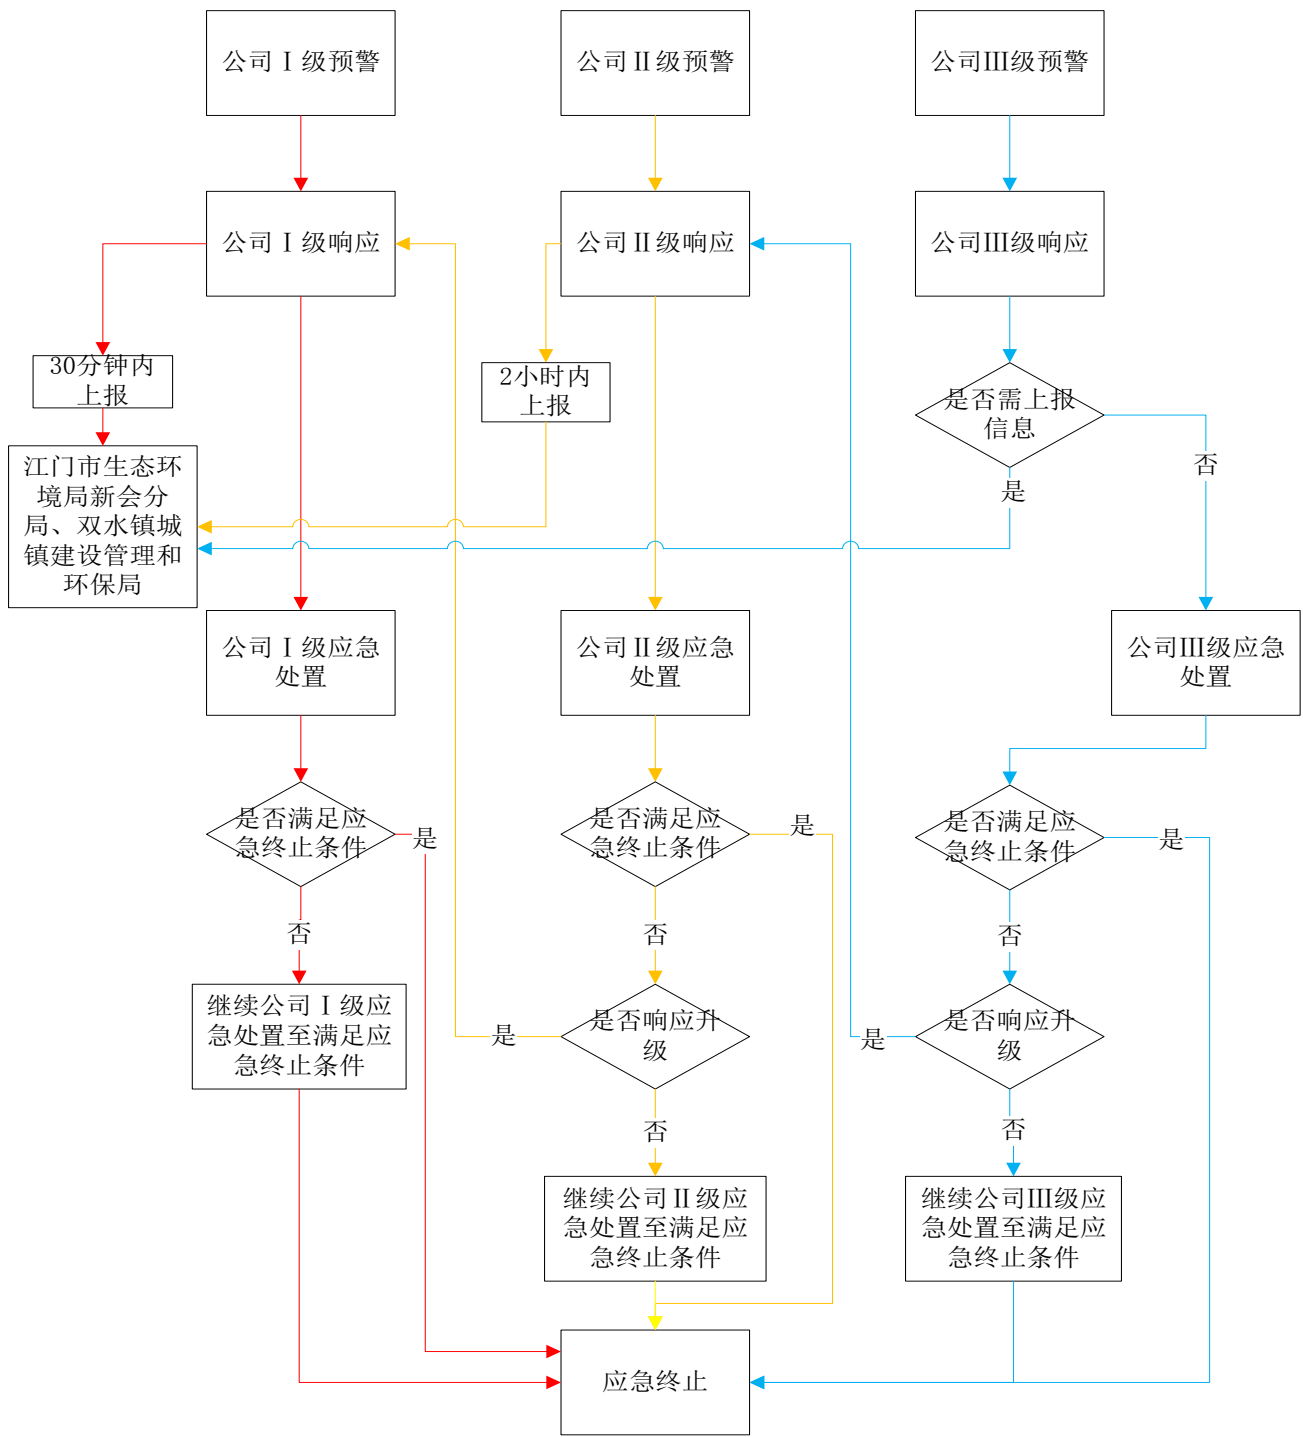 公司Ⅰ级预警
公司Ⅱ级预警
公司Ⅲ级预警
公司Ⅰ级响应
公司Ⅱ级响应
公司Ⅲ级响应
30分钟内
上报
2小时内
上报
是否需上报
信息
否
是
江门市生态环
境局新会分
局、双水镇城
镇建设管理和
环保局
公司Ⅰ级应急
处置
公司Ⅱ级应急
处置
公司Ⅲ级应急
处置
是否满足应
急终止条件
是
是否满足应
急终止条件
是
是否满足应
急终止条件
是
否
否
否
继续公司Ⅰ级应
急处置至满足应
急终止条件
是
是否响应升
级
是
是否响应升
级
否
否
继续公司Ⅱ级应
急处置至满足应
急终止条件
继续公司Ⅲ级应
急处置至满足应
急终止条件
应急终止